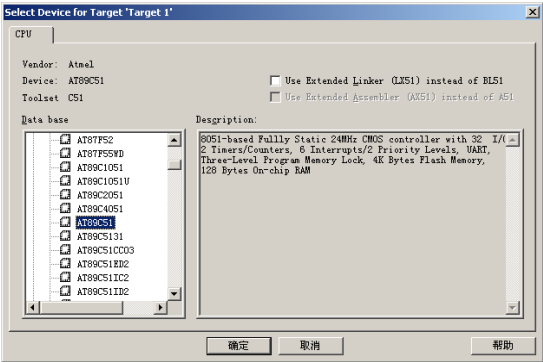 Select Device for Target 'Target 1'
CPU
Vendor: Atmel
Device: AT89C51
Toolset C51
Use Extended Linker (LX51) instead of BL51
Use Extended Assembler (AX51) instead of A51
Data base
AT87F52
AT87F55WD
AT89C1051
AT89C1051U
AT89C2051
AT89C4051
AT89C51
AT89C5131
AT89C51CC03
AT89C51ED2
AT89C51IC2
AT89C51ID2
Description:
8051-based Fullly Static 24MHz CMOS controller with 32 I/O
2 Timers/Counters, 6 Interrupts/2 Priority Levels, UART,
Three-Level Program Memory Lock, 4K Bytes Flash Memory,
128 Bytes On-chip RAM
确定
取消
帮助